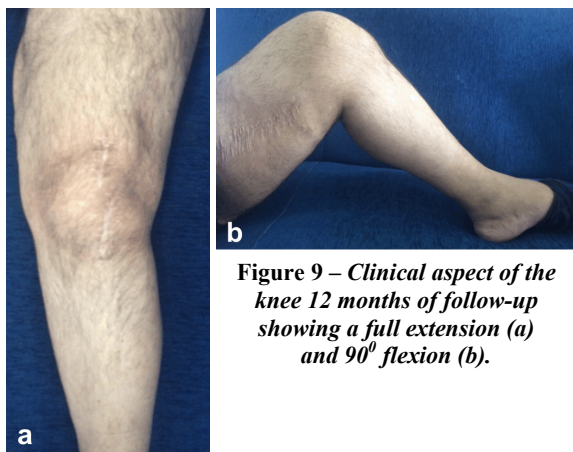 a
b
Figure 9 – Clinical aspect of the
knee 12 months of follow-up
showing a full extension (a)
and 90⁰ flexion (b).